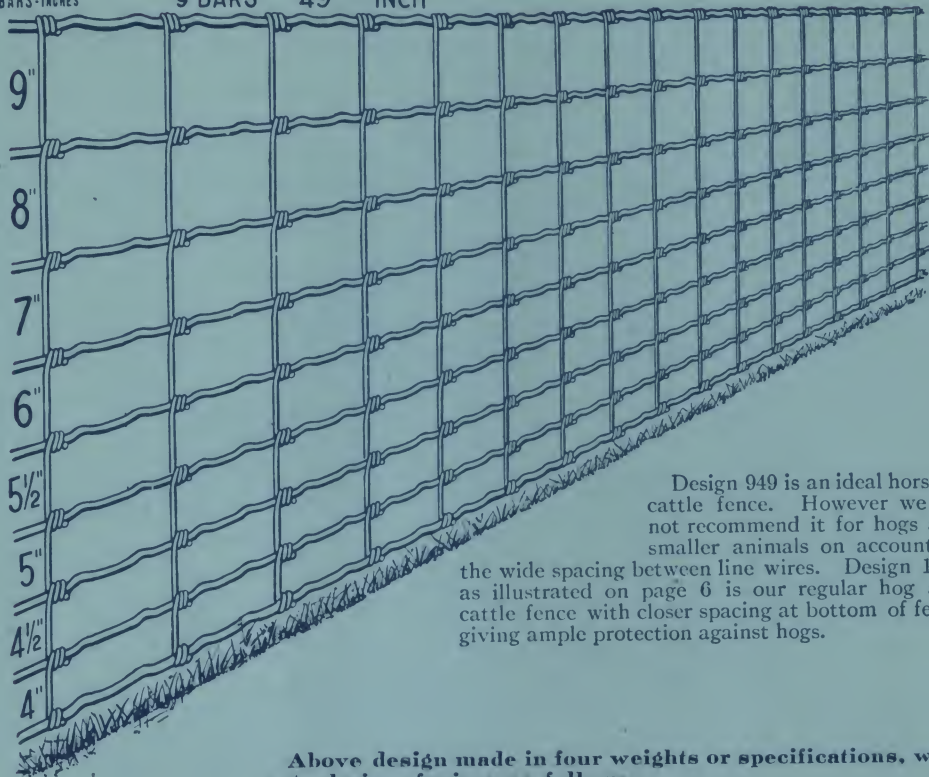 BARS-INCHES 9 BARS 49 INCH
9"
8"
7"
6"
5½"
5"
4½"
4"
Design 949 is an ideal hors
cattle fence. However we
not recommend it for hogs
smaller animals on account
the wide spacing between line wires. Design 1
as illustrated on page 6 is our regular hog
cattle fence with closer spacing at bottom of fe
giving ample protection against hogs.
Above design made in four weights or specifications, w